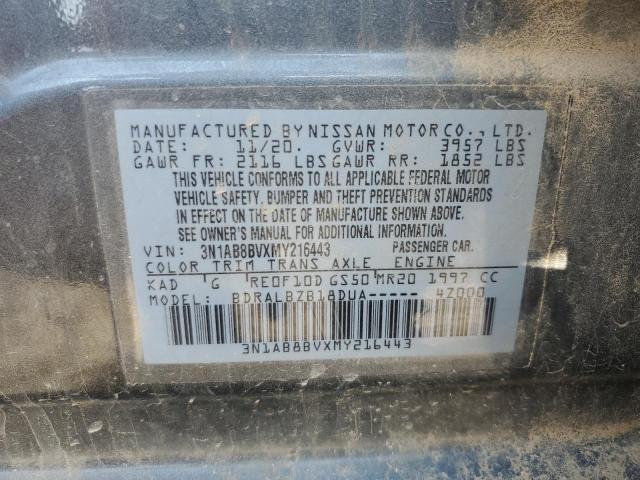 MANUFACTURED BY NISSAN MOTOR CO., LTD.
DATE: 11/20. GVWR: 3957 LBS
GAWR FR: 2116 LBS GAWR RR: 1852 LBS
THIS VEHICLE CONFORMS TO ALL APPLICABLE FEDERAL MOTOR
VEHICLE SAFETY, BUMPER AND THEFT PREVENTION STANDARDS
IN EFFECT ON THE DATE OF MANUFACTURE SHOWN ABOVE.
SEE OWNER'S MANUAL FOR ADDITIONAL INFORMATION.
VIN: 3N1AB8BVXMY216443 PASSENGER CAR.
COLOR TRIM TRANS AXLE ENGINE
KAD G RE0F10D GS50 MR20 1997 CC
MODEL: BDRALBZB18DUA----- 4Z000
3N1AB8BVXMY216443